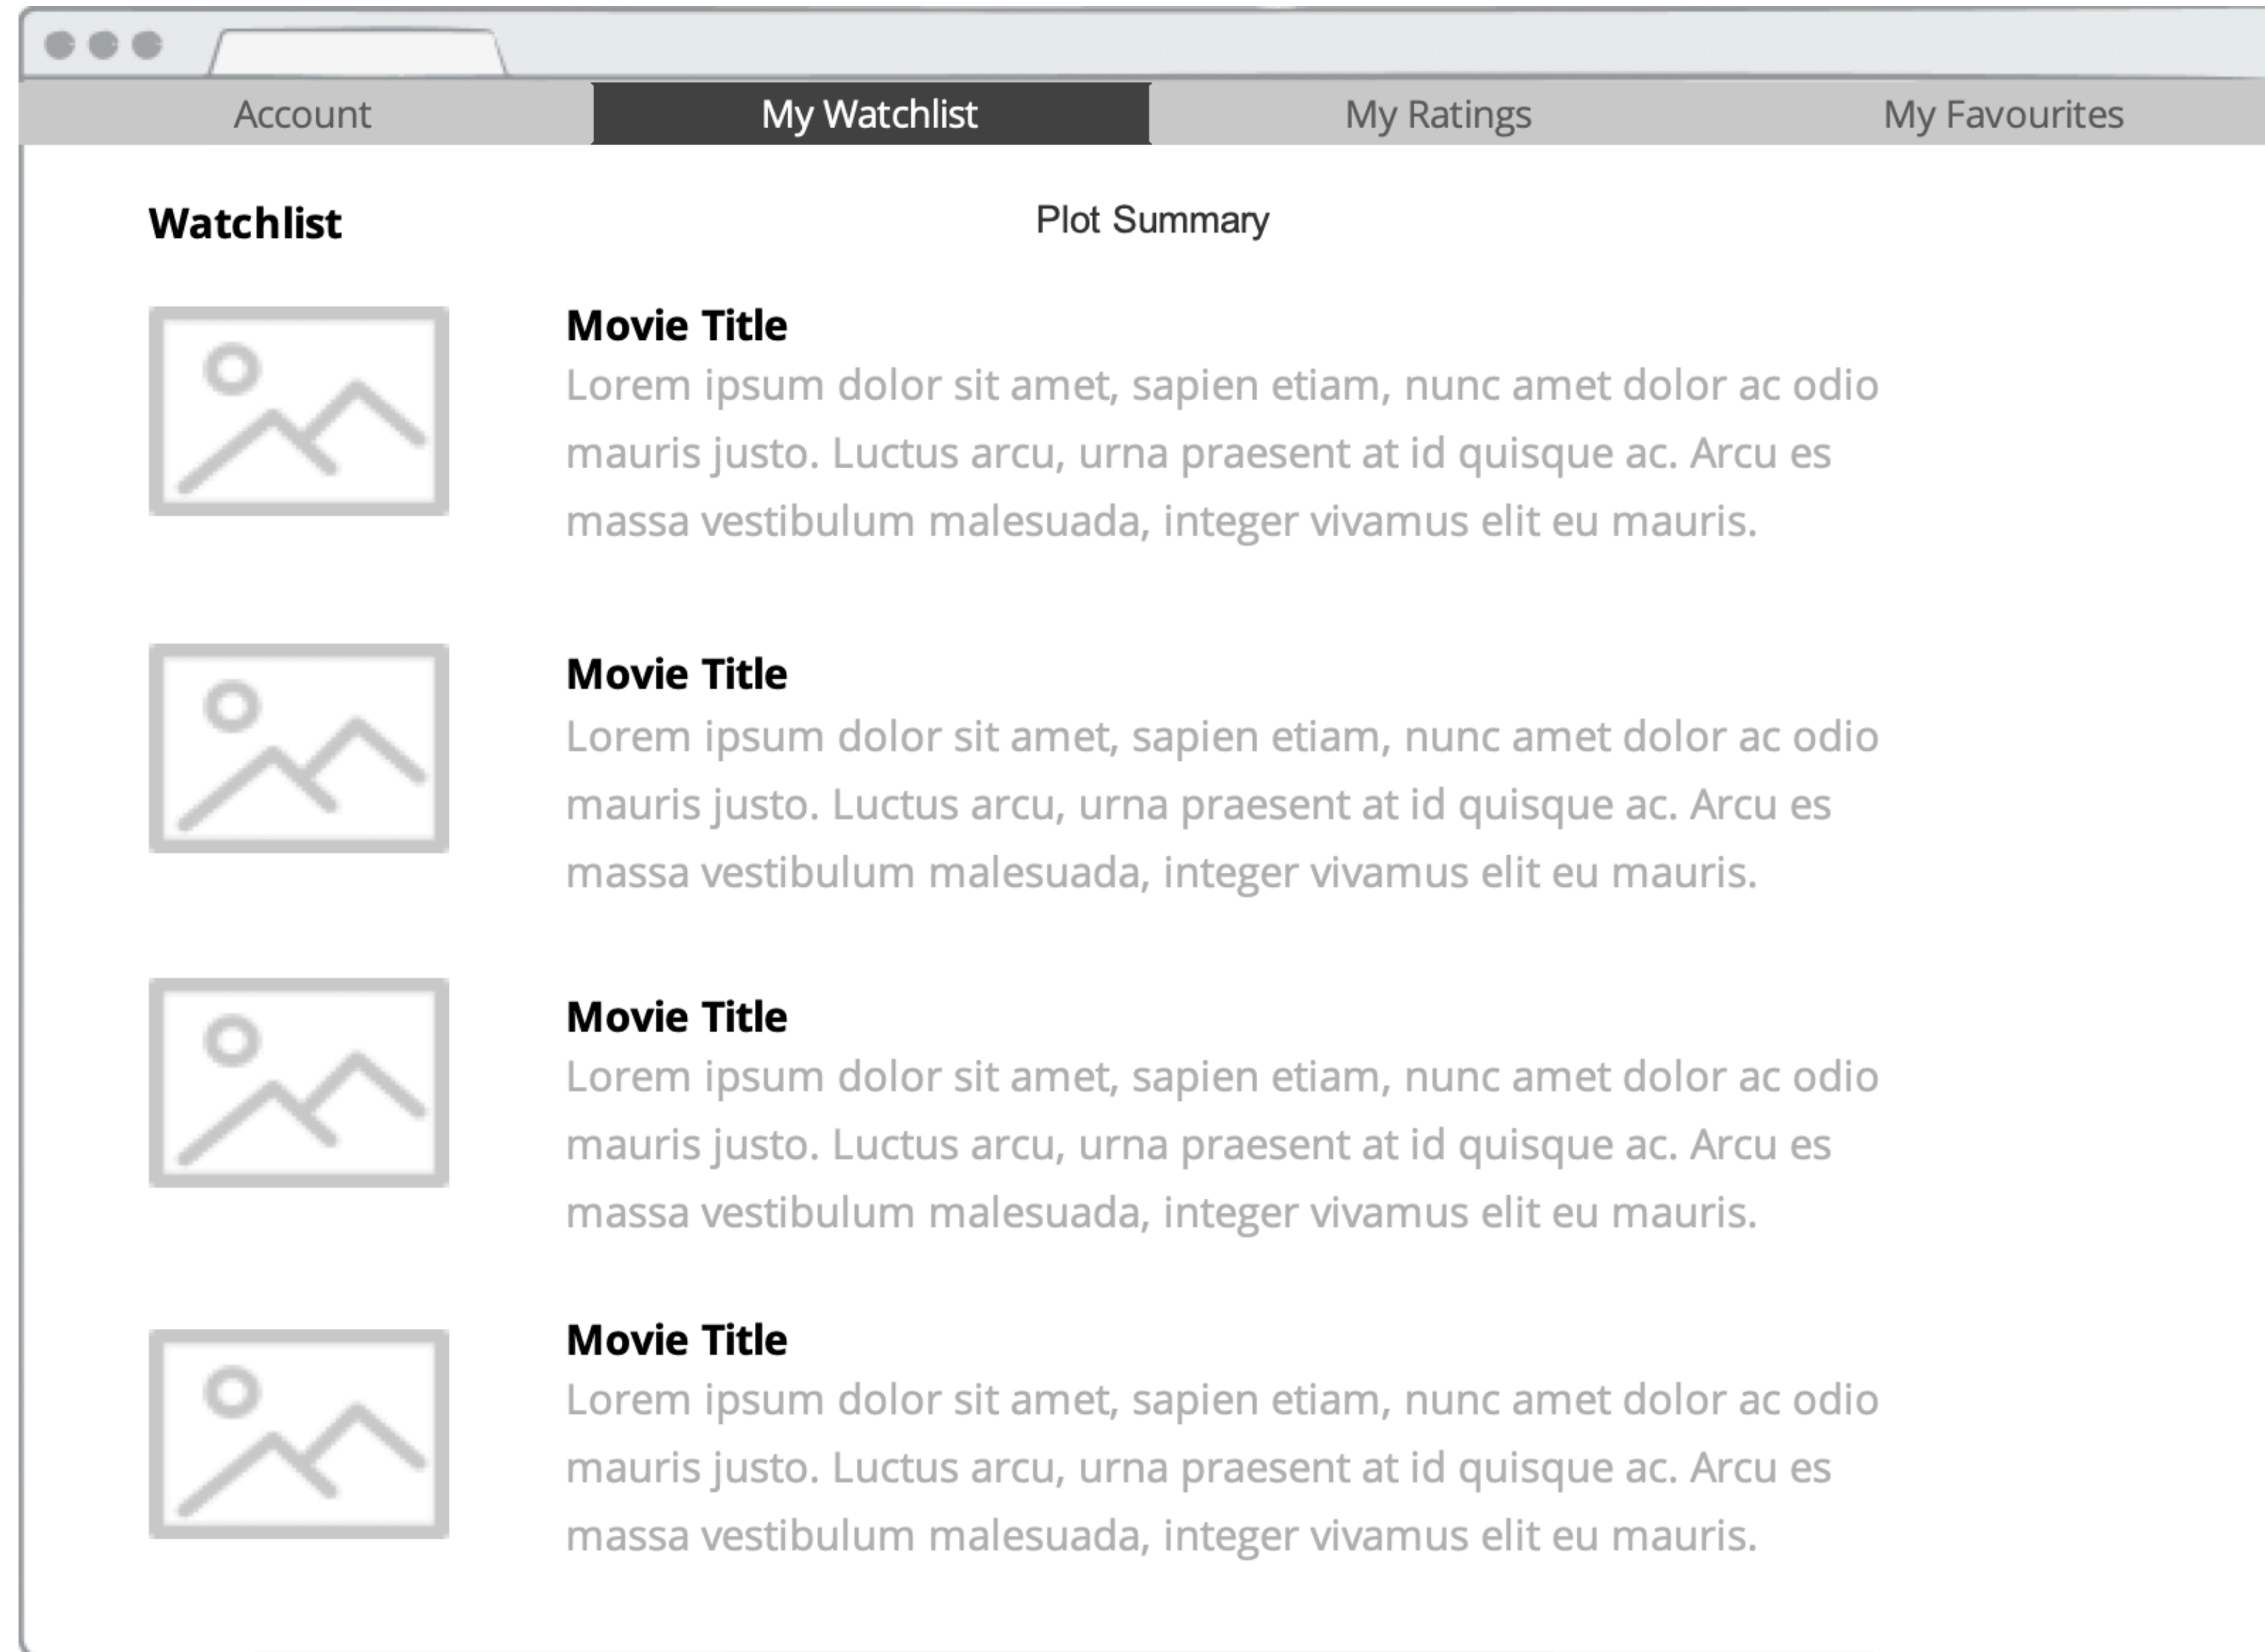 Account My Watchlist My Ratings My Favourites
Watchlist Plot Summary
Movie Title
Lorem ipsum dolor sit amet, sapien etiam, nunc amet dolor ac odio
mauris justo. Luctus arcu, urna praesent at id quisque ac. Arcu es
massa vestibulum malesuada, integer vivamus elit eu mauris.
Movie Title
Lorem ipsum dolor sit amet, sapien etiam, nunc amet dolor ac odio
mauris justo. Luctus arcu, urna praesent at id quisque ac. Arcu es
massa vestibulum malesuada, integer vivamus elit eu mauris.
Movie Title
Lorem ipsum dolor sit amet, sapien etiam, nunc amet dolor ac odio
mauris justo. Luctus arcu, urna praesent at id quisque ac. Arcu es
massa vestibulum malesuada, integer vivamus elit eu mauris.
Movie Title
Lorem ipsum dolor sit amet, sapien etiam, nunc amet dolor ac odio
mauris justo. Luctus arcu, urna praesent at id quisque ac. Arcu es
massa vestibulum malesuada, integer vivamus elit eu mauris.